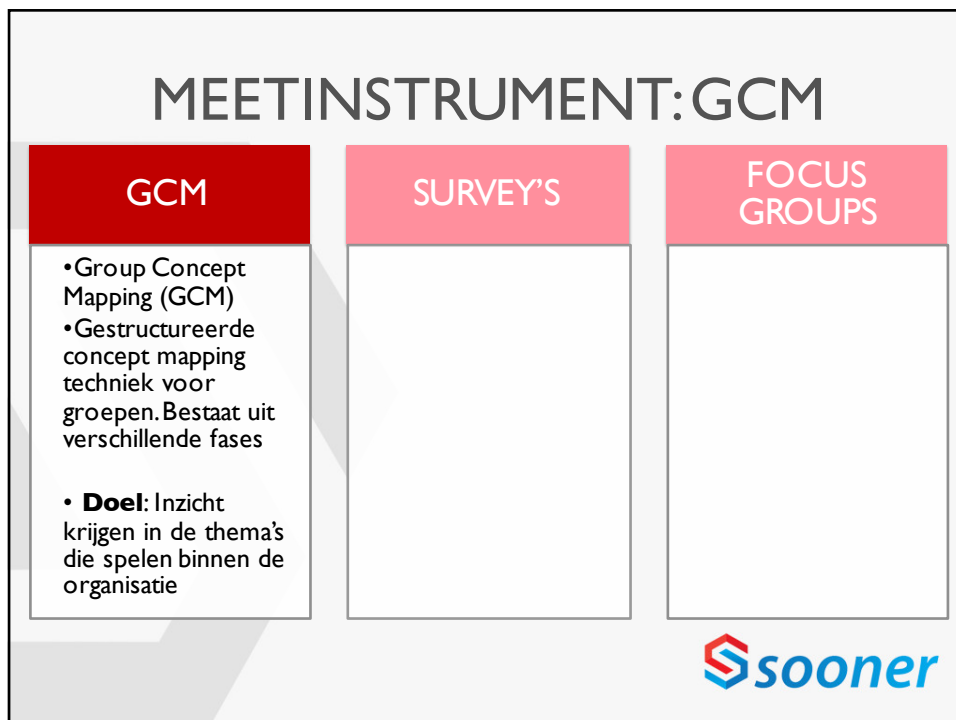 MEETINSTRUMENT: GCM
GCM
•Group Concept
Mapping (GCM)
•Gestructureerde
concept mapping
techniek voor
groepen. Bestaat uit
verschillende fases
• Doel: Inzicht
krijgen in de thema's
die spelen binnen de
organisatie
SURVEY'S
FOCUS
GROUPS
sooner